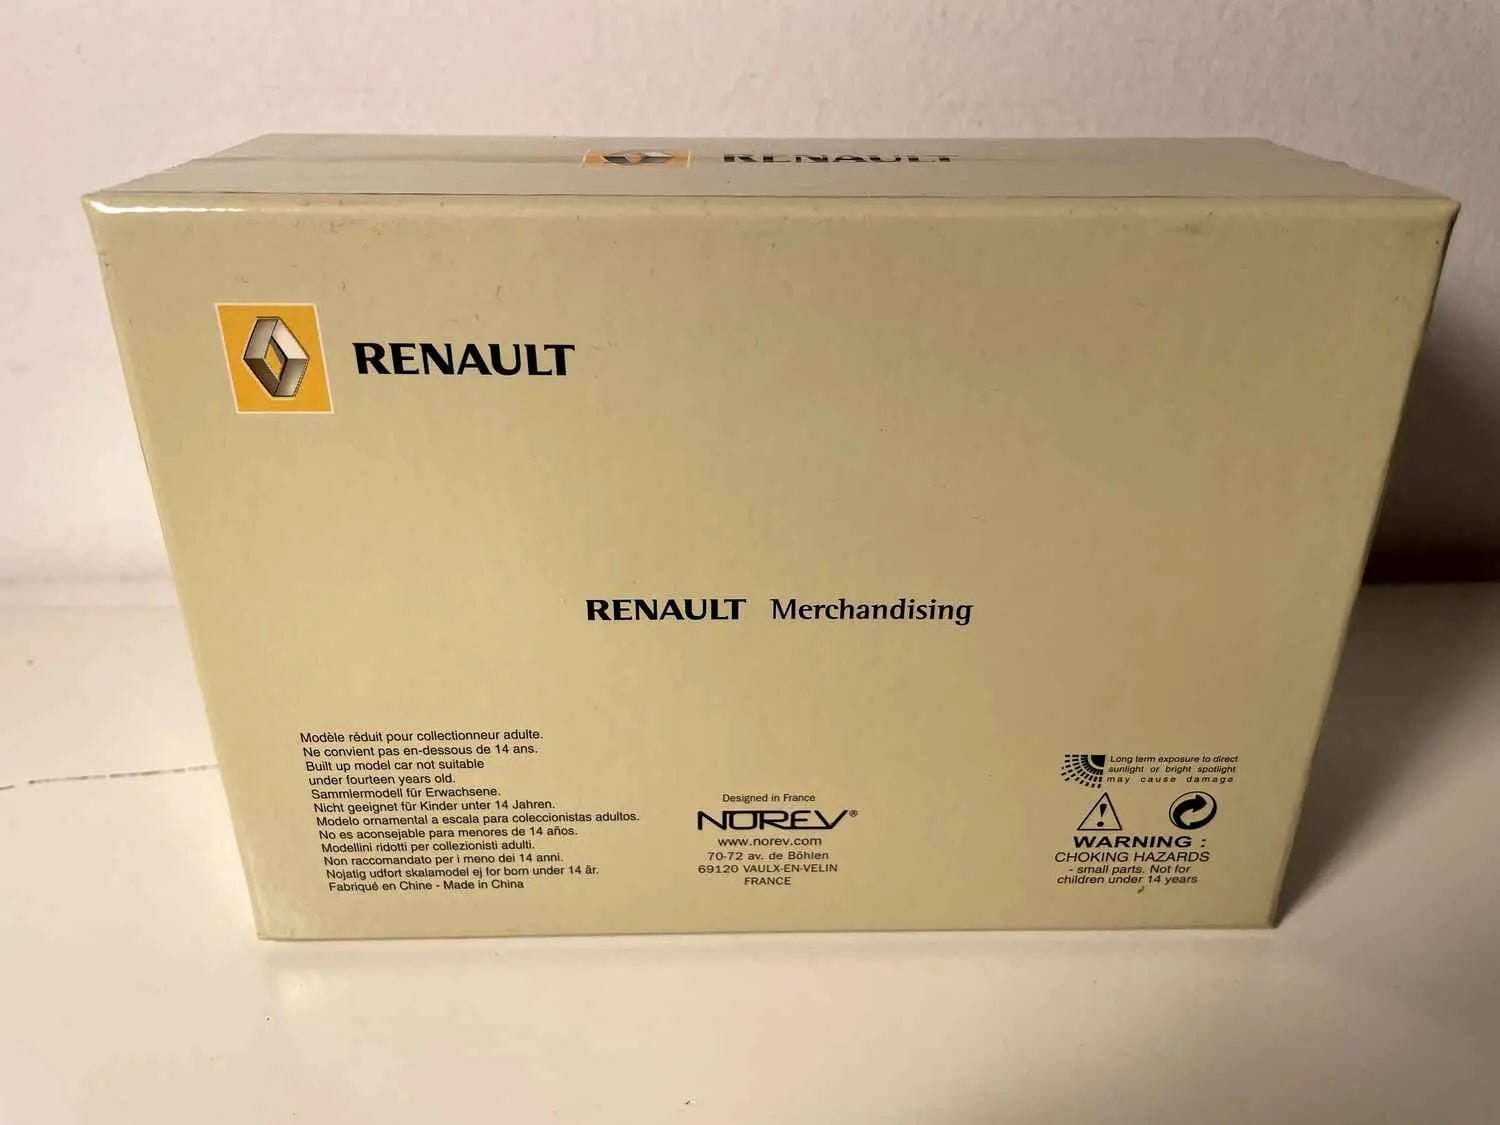 RENAULT
RENAULT
RENAULT Merchandising
Modèle réduit pour collectionneur adulte.
Ne convient pas en-dessous de 14 ans.
Built up model car not suitable
under fourteen years old.
Sammlermodell für Erwachsene.
Nicht geeignet für Kinder unter 14 Jahren.
Modelo ornamental a escala para coleccionistas adultos.
No es aconsejable para menores de 14 años.
Modellini ridotti per collezionisti adulti.
Non raccomandato per i meno dei 14 anni.
Nojatig udfort skalamodel ej for born under 14 år.
Fabriqué en Chine - Made in China
Designed in France
NOREV®
www.norev.com
70-72 av. de Böhlen
69120 VAULX-EN-VELIN
FRANCE
Long term exposure to direct
sunlight or bright spotlight
may cause damage
WARNING :
CHOKING HAZARDS
- small parts. Not for
children under 14 years